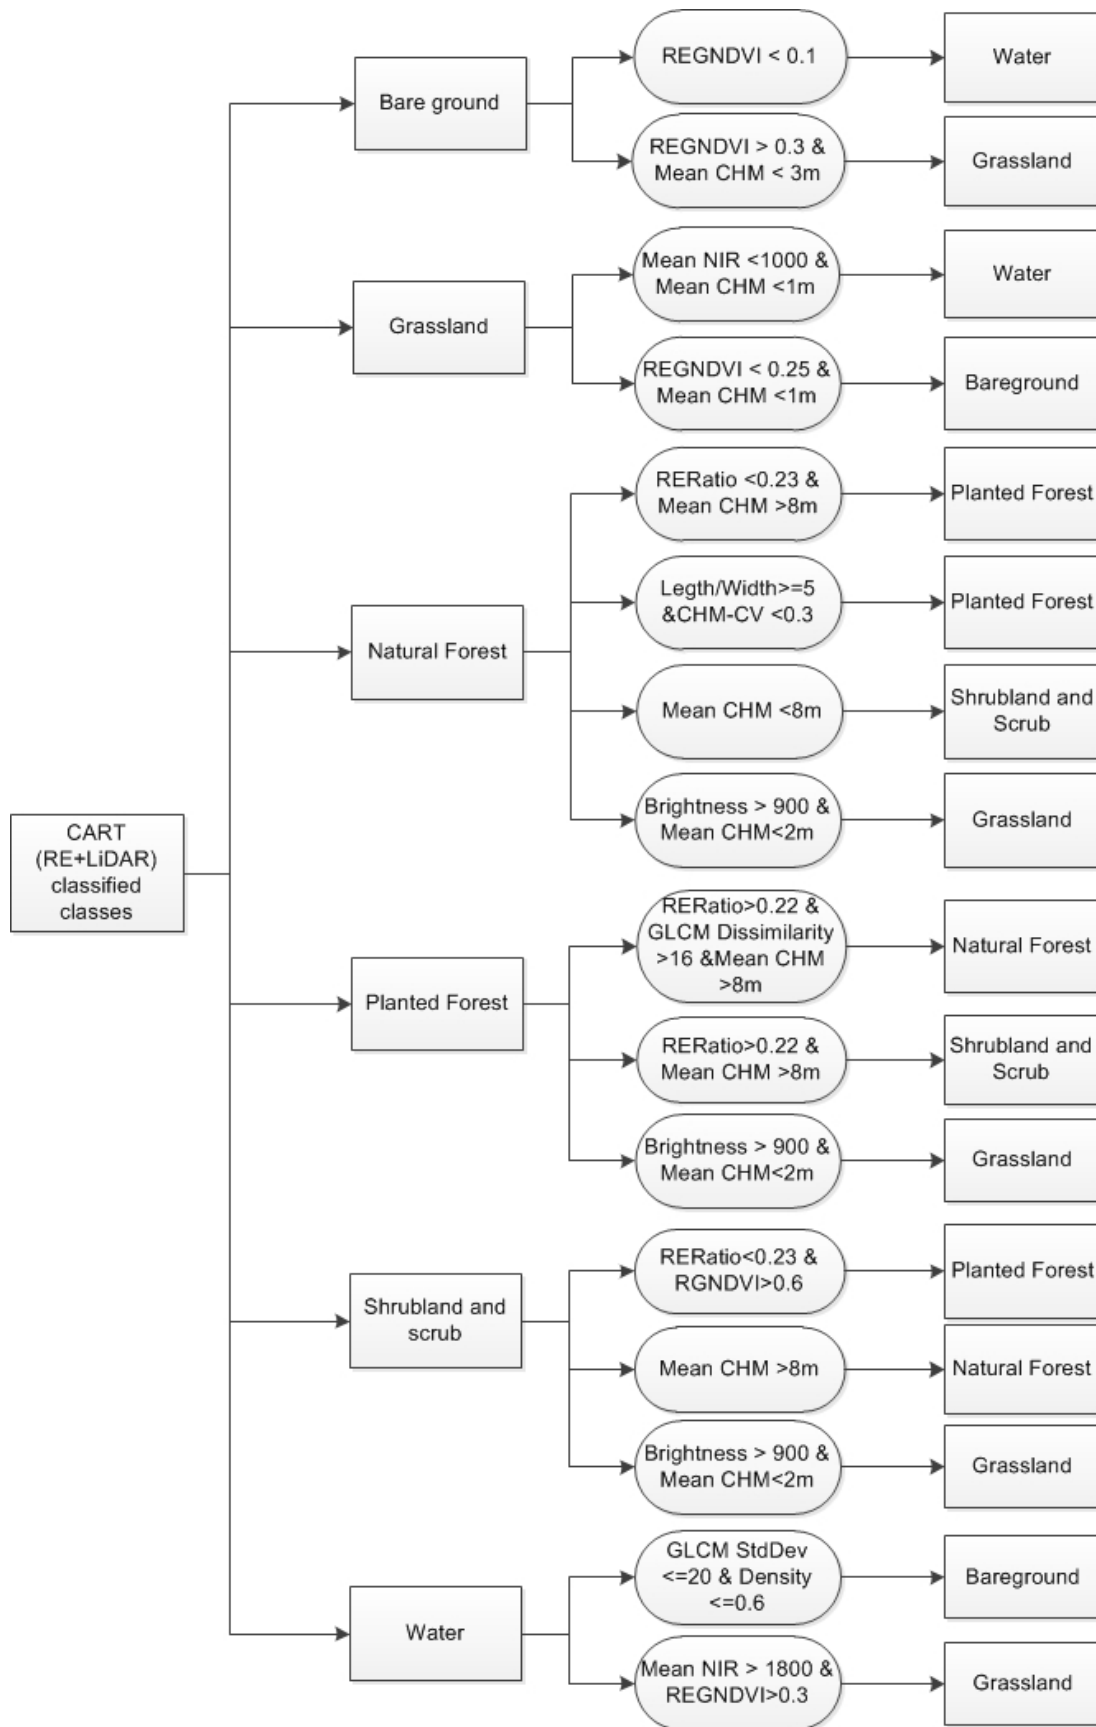 REGNDVI < 0.1
Water
Bare ground
REGNDVI > 0.3 &
Mean CHM < 3m
Grassland
Mean NIR <1000 &
Mean CHM <1m
Water
Grassland
REGNDVI < 0.25 &
Mean CHM <1m
Bareground
RERatio <0.23 &
Mean CHM >8m
Planted Forest
Legth/Width>=5
&CHM-CV <0.3
Planted Forest
Natural Forest
Mean CHM <8m
Shrubland and
Scrub
Brightness > 900 &
Mean CHM<2m
Grassland
CART
(RE+LiDAR)
classified
classes
RERatio>0.22 &
GLCM Dissimilarity
>16 &Mean CHM
>8m
Natural Forest
Planted Forest
RERatio>0.22 &
Mean CHM >8m
Shrubland and
Scrub
Brightness > 900 &
Mean CHM<2m
Grassland
RERatio<0.23 &
RGNDVI>0.6
Planted Forest
Shrubland and
scrub
Mean CHM >8m
Natural Forest
Brightness > 900 &
Mean CHM<2m
Grassland
GLCM StdDev
<=20 & Density
<=0.6
Bareground
Water
Mean NIR > 1800 &
REGNDVI>0.3
Grassland